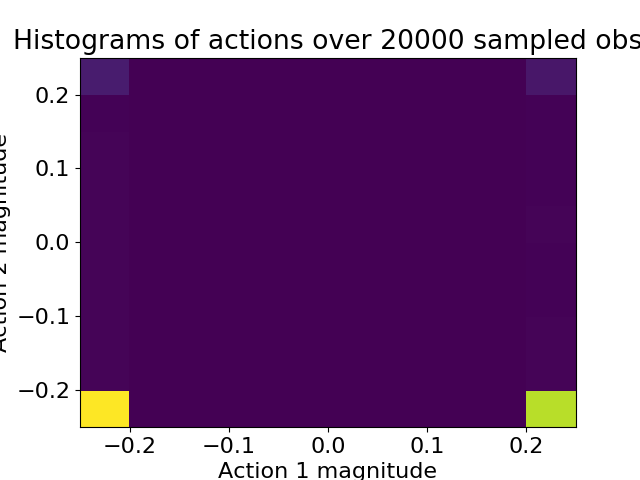 Histograms of actions over 20000 sampled obs
Action 2 magnitude
0.2
0.1
0.0
−0.1
−0.2
−0.2 −0.1 0.0 0.1 0.2
Action 1 magnitude